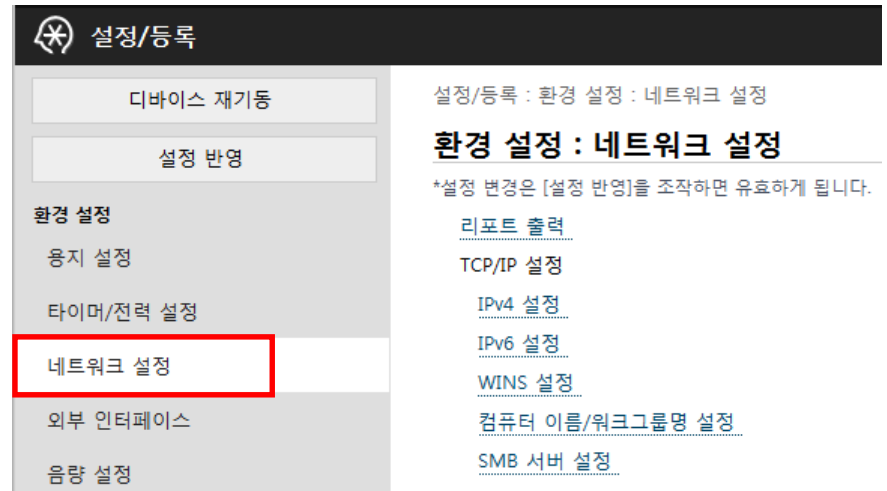 설정/등록
디바이스 재기동
설정 반영
환경 설정
용지 설정
타이머/전력 설정
네트워크 설정
외부 인터페이스
음량 설정
설정/등록 : 환경 설정 : 네트워크 설정
환경 설정 : 네트워크 설정
*설정 변경은 [설정 반영]을 조작하면 유효하게 됩니다.
리포트 출력
TCP/IP 설정
IPv4 설정
IPv6 설정
WINS 설정
컴퓨터 이름/워크그룹명 설정
SMB 서버 설정